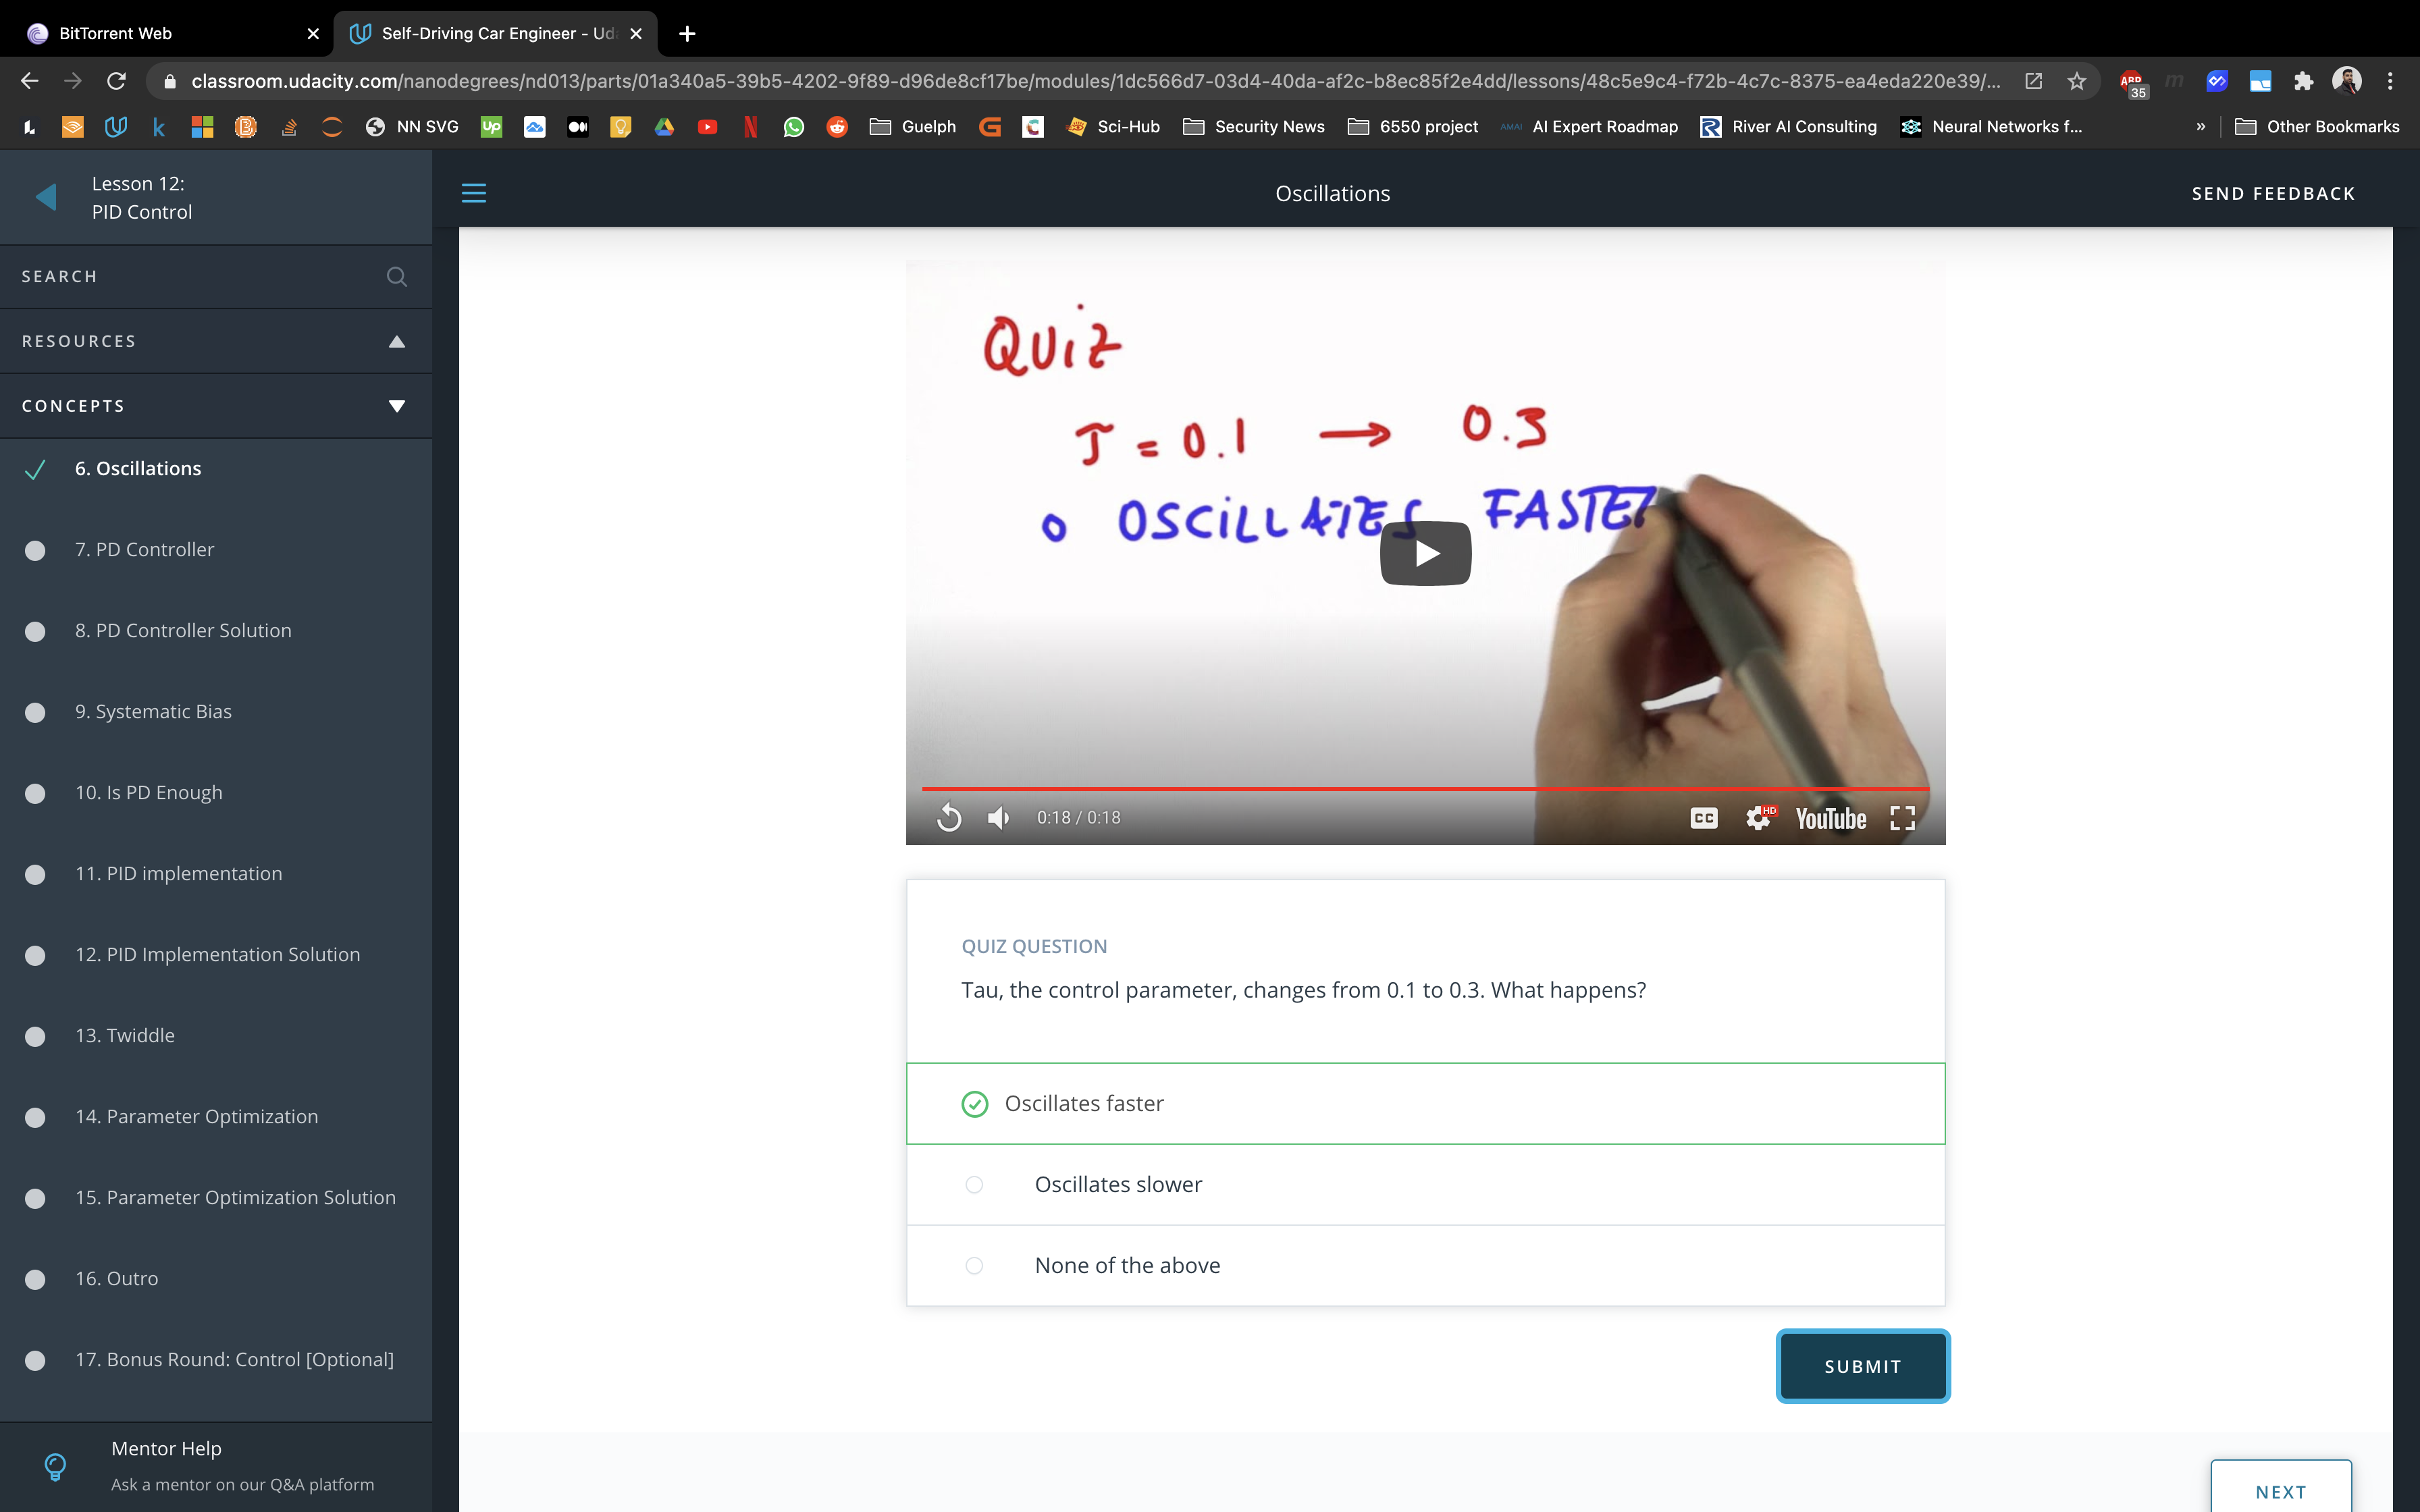 BitTorrent Web
Self-Driving Car Engineer - Ud
classroom.udacity.com/nanodegrees/nd013/parts/01a340a5-39b5-4202-9f89-d96de8cf17be/modules/1dc566d7-03d4-40da-af2c-b8ec85f2e4dd/lessons/48c5e9c4-f72b-4c7c-8375-ea4eda220e39/...
ABP
35
m
k
NN SVG
UP
N
Guelph
G
Sci-Hub
Security News
6550 project
AMAI
AI Expert Roadmap
River AI Consulting
Neural Networks f...
»
Other Bookmarks
Lesson 12:
PID Control
Oscillations
SEND FEEDBACK
SEARCH
RESOURCES
CONCEPTS
6. Oscillations
7. PD Controller
8. PD Controller Solution
9. Systematic Bias
10. Is PD Enough
11. PID implementation
12. PID Implementation Solution
13. Twiddle
14. Parameter Optimization
15. Parameter Optimization Solution
16. Outro
17. Bonus Round: Control [Optional]
Mentor Help
Ask a mentor on our Q&A platform
Quiz
τ = 0.1 → 0.3
OSCILLATES FASTER
0:18 / 0:18
CC
HD
YouTube
QUIZ QUESTION
Tau, the control parameter, changes from 0.1 to 0.3. What happens?
Oscillates faster
Oscillates slower
None of the above
SUBMIT
NEXT